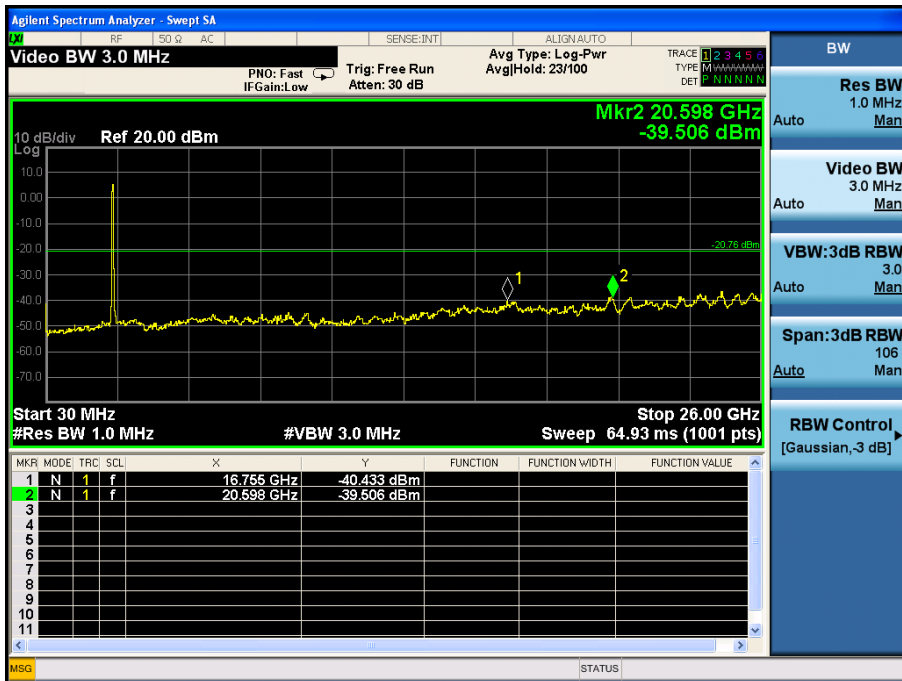 Agilent Spectrum Analyzer - Swept SA
LXI RF 50 Ω AC SENSE:INT ALIGN AUTO
Video BW 3.0 MHz
PNO: Fast
IFGain:Low
Trig: Free Run
Atten: 30 dB
Avg Type: Log-Pwr
Avg|Hold: 23/100
TRACE 1 2 3 4 5 6
TYPE M W W W W W
DET P N N N N N
Mkr2 20.598 GHz
-39.506 dBm
10 dB/div Ref 20.00 dBm
Log
10.0
0.00
-10.0
-20.0
-20.76 dBm
-30.0
1
2
-40.0
-50.0
-60.0
-70.0
Start 30 MHz Stop 26.00 GHz
#Res BW 1.0 MHz #VBW 3.0 MHz Sweep 64.93 ms (1001 pts)
MKR MODE TRC SCL X Y FUNCTION FUNCTION WIDTH FUNCTION VALUE
1 N 1 f 16.755 GHz -40.433 dBm
2 N 1 f 20.598 GHz -39.506 dBm
3
4
5
6
7
8
9
10
11
MSG STATUS
BW
Res BW
1.0 MHz
Auto Man
Video BW
3.0 MHz
Auto Man
VBW:3dB RBW
3.0
Auto Man
Span:3dB RBW
106
Auto Man
RBW Control
[Gaussian,-3 dB]